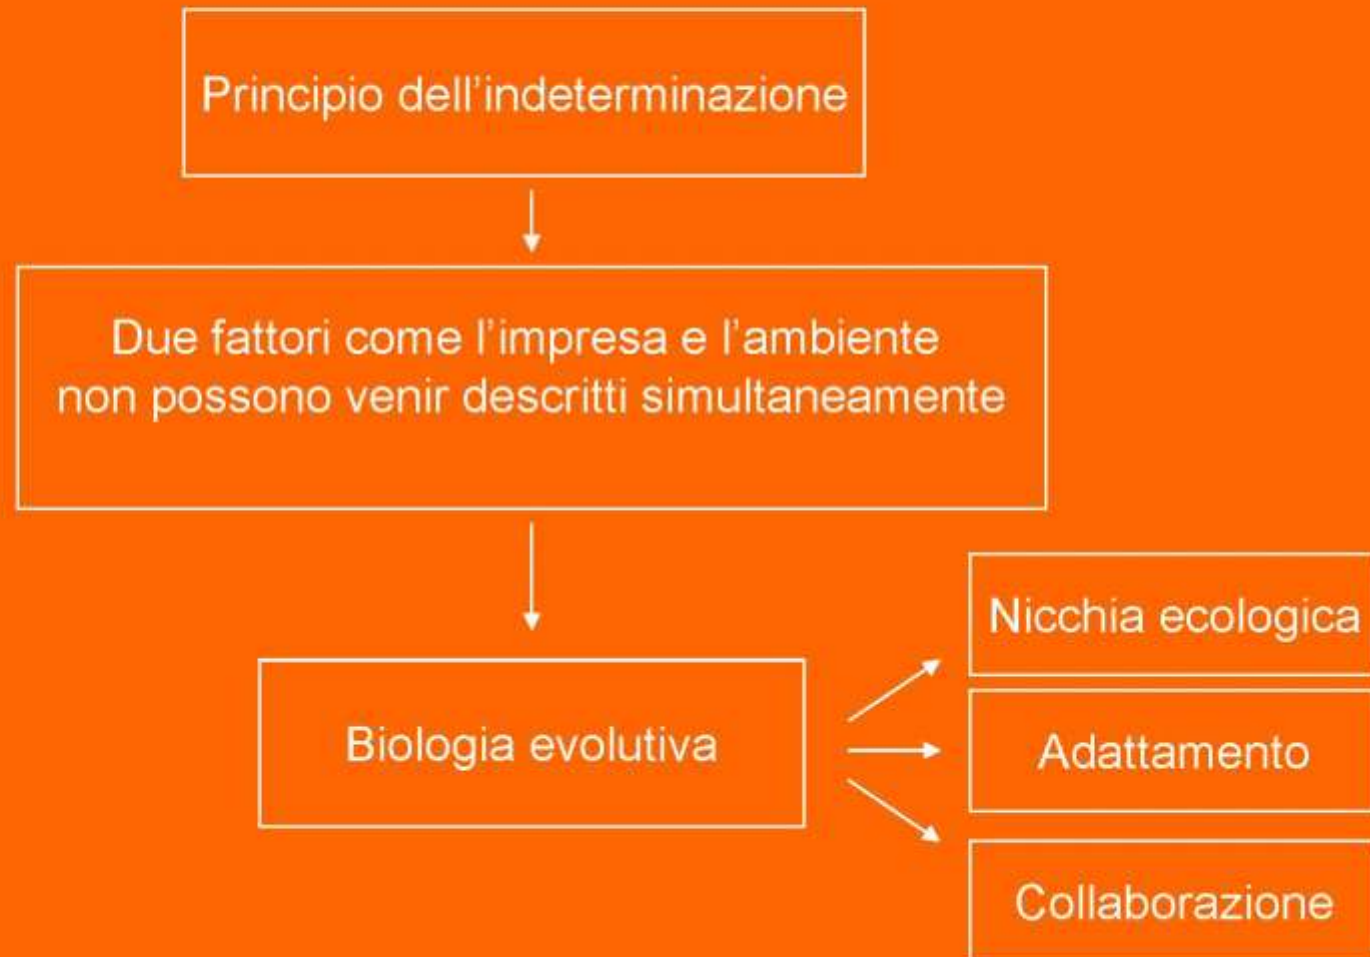 Principio dell'indeterminazione
Due fattori come l'impresa e l'ambiente
non possono venir descritti simultaneamente
Biologia evolutiva
Nicchia ecologica
Adattamento
Collaborazione